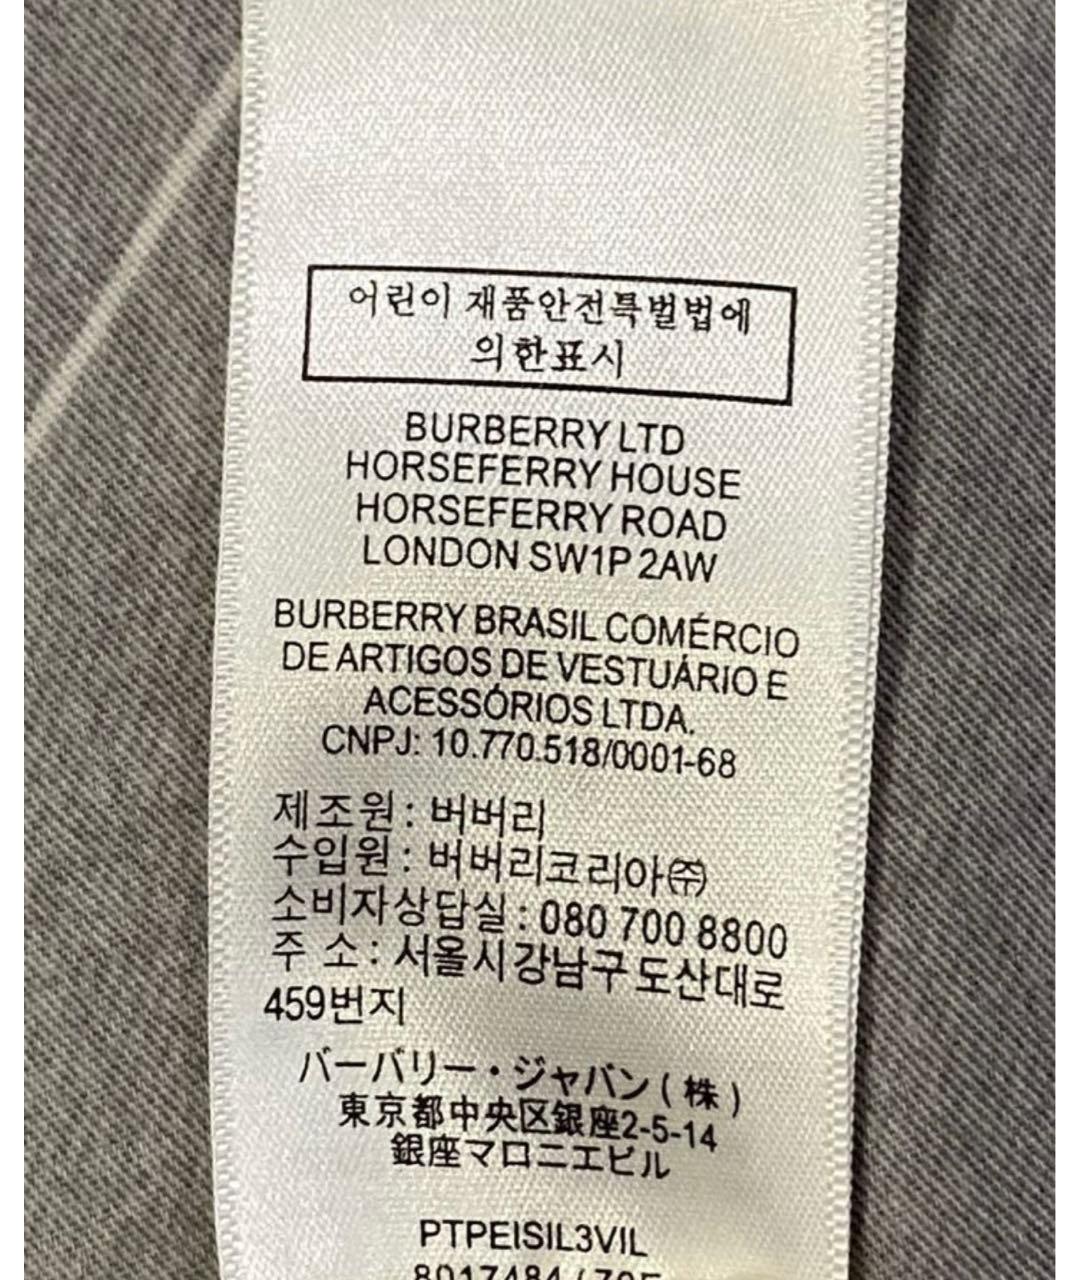 어린이 재품안전특벌법에
의한표시
BURBERRY LTD
HORSEFERRY HOUSE
HORSEFERRY ROAD
LONDON SW1P 2AW
BURBERRY BRASIL COMÉRCIO
DE ARTIGOS DE VESTUÁRIO E
ACESSÓRIOS LTDA.
CNPJ: 10.770.518/0001-68
제조원 : 버버리
수입원 : 버버리코리아㈜
소비자상답실 : 080 700 8800
주 소 : 서울시강남구도산대로
459번지
バーバリー・ジャパン ( 株 )
東京都中央区銀座2-5-14
銀座マロニエビル
PTPEISIL3VIL
8017484 /